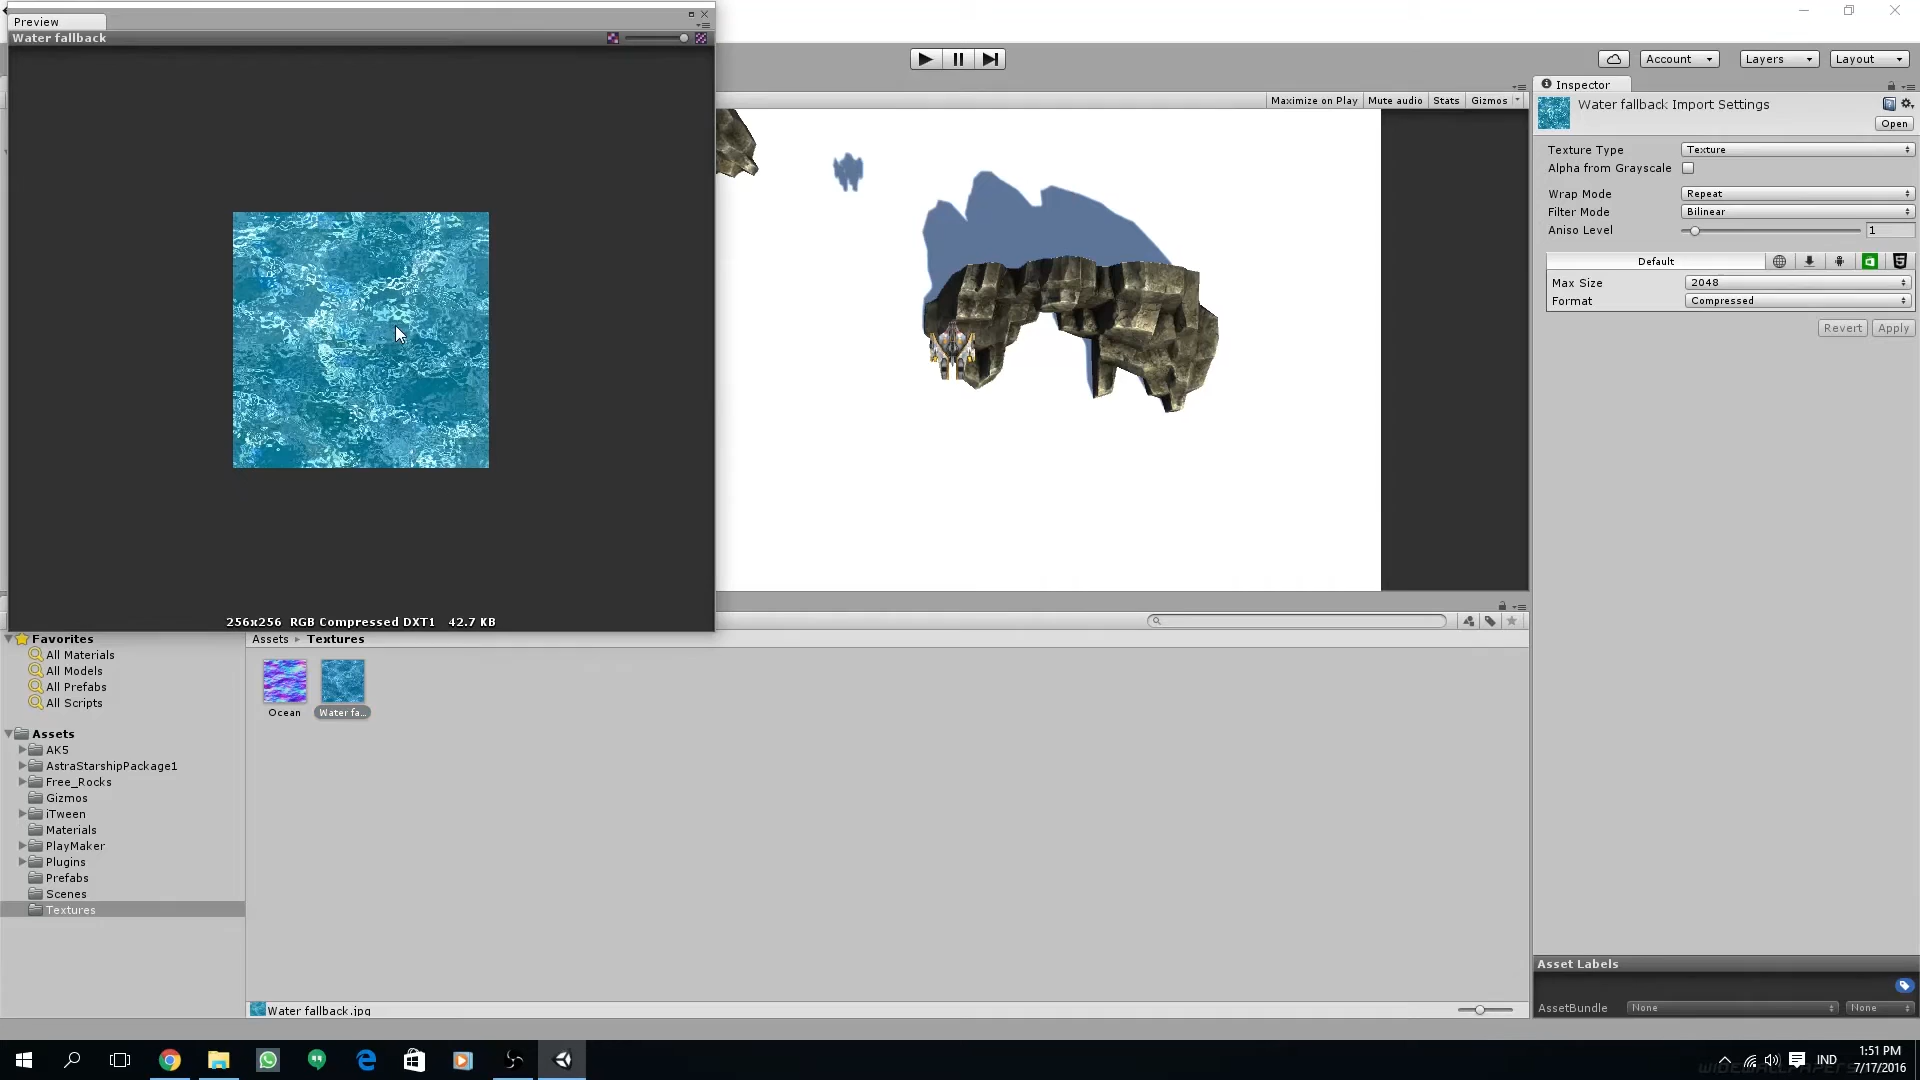 Preview
Water fallback
Account
Layers
Layout
Inspector
Maximize on Play
Mute audio
Stats
Gizmos
Water fallback Import Settings
Open
Texture Type
Texture
Alpha from Grayscale
Wrap Mode
Repeat
Filter Mode
Bilinear
Aniso Level
1
Default
Max Size
2048
Format
Compressed
Revert
Apply
256x256 RGB Compressed DXT1 42.7 KB
Favorites
All Materials
All Models
All Prefabs
All Scripts
Assets
AK5
AstraStarshipPackage1
Free_Rocks
Gizmos
iTween
Materials
PlayMaker
Plugins
Prefabs
Scenes
Textures
Assets ▸ Textures
Ocean
Water fa...
Water fallback.jpg
Asset Labels
AssetBundle
None
None
IND
1:51 PM
7/17/2016